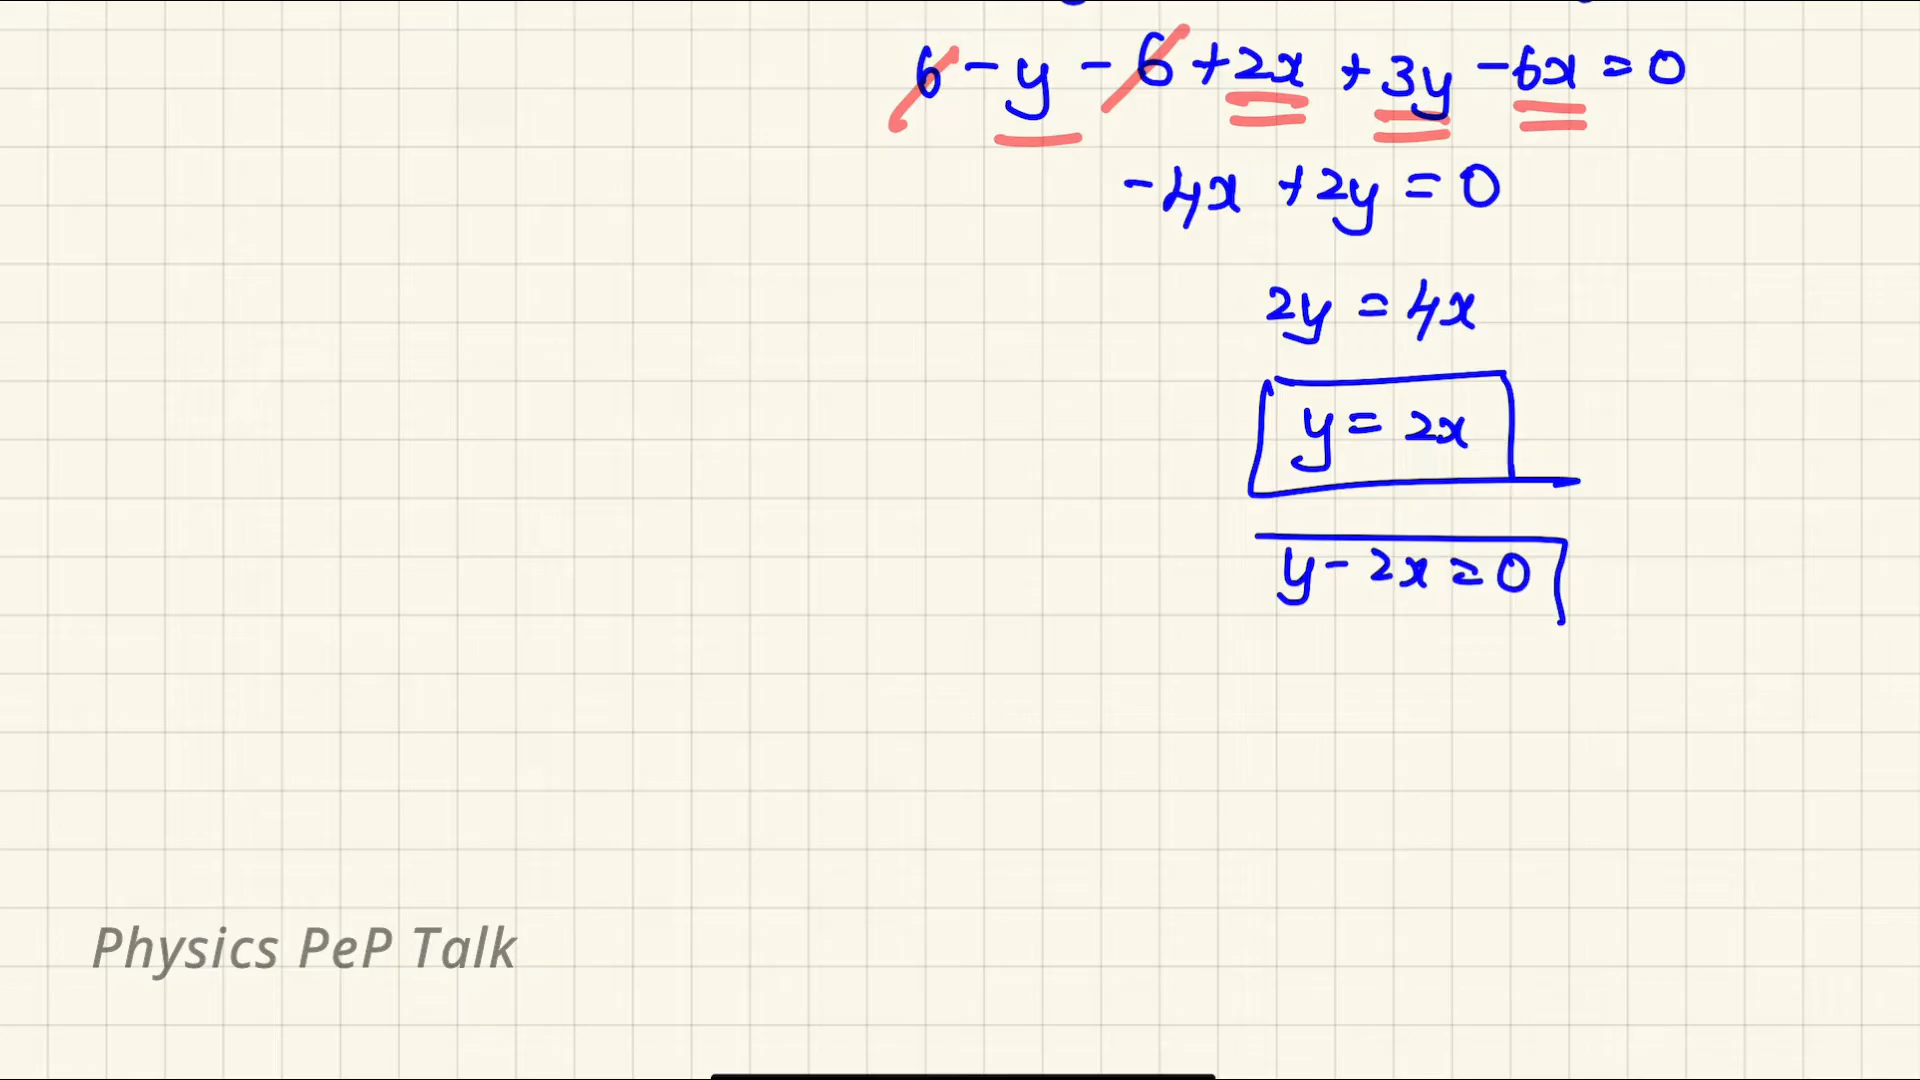 6 - y - 6 + 2x + 3y - 6x = 0
-4x + 2y = 0
2y = 4x
y = 2x
y - 2x = 0
Physics PeP Talk